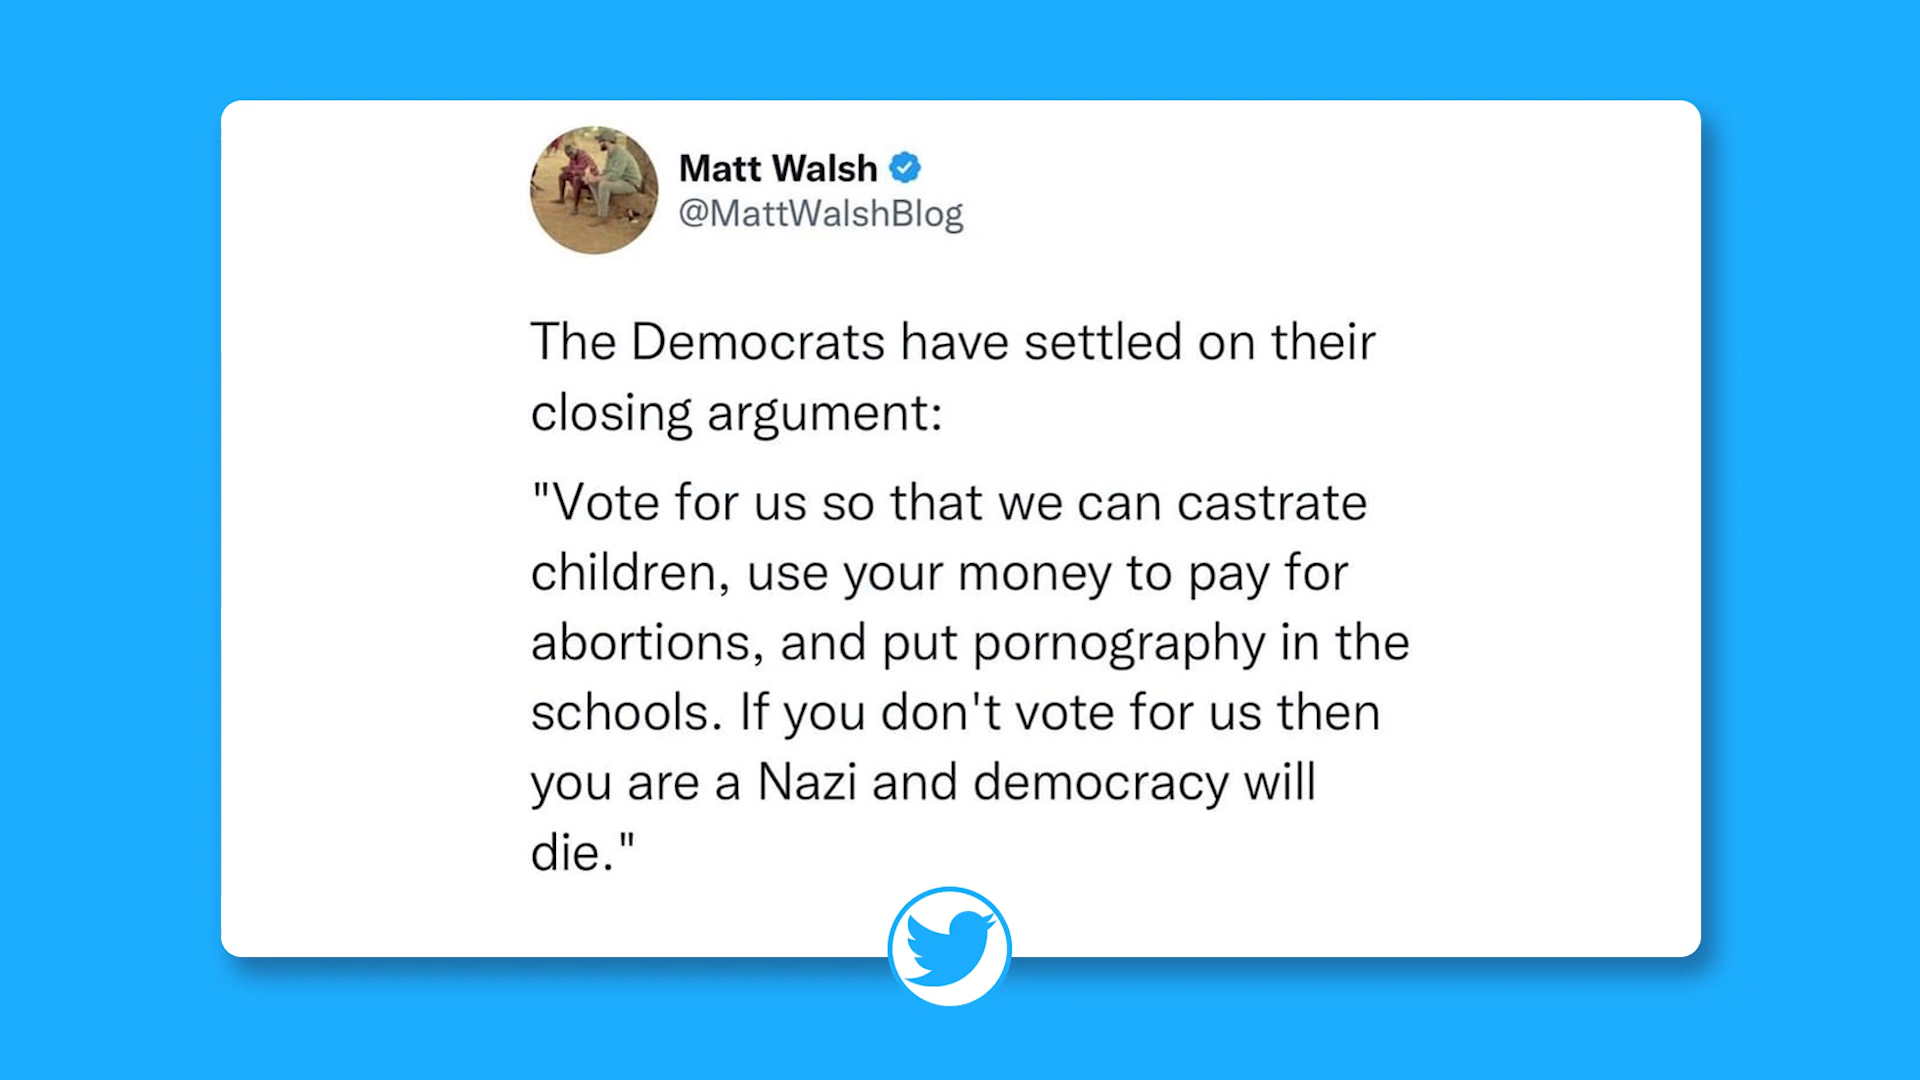 Matt Walsh
@MattWalshBlog
The Democrats have settled on their
closing argument:
"Vote for us so that we can castrate
children, use your money to pay for
abortions, and put pornography in the
schools. If you don't vote for us then
you are a Nazi and democracy will
die."